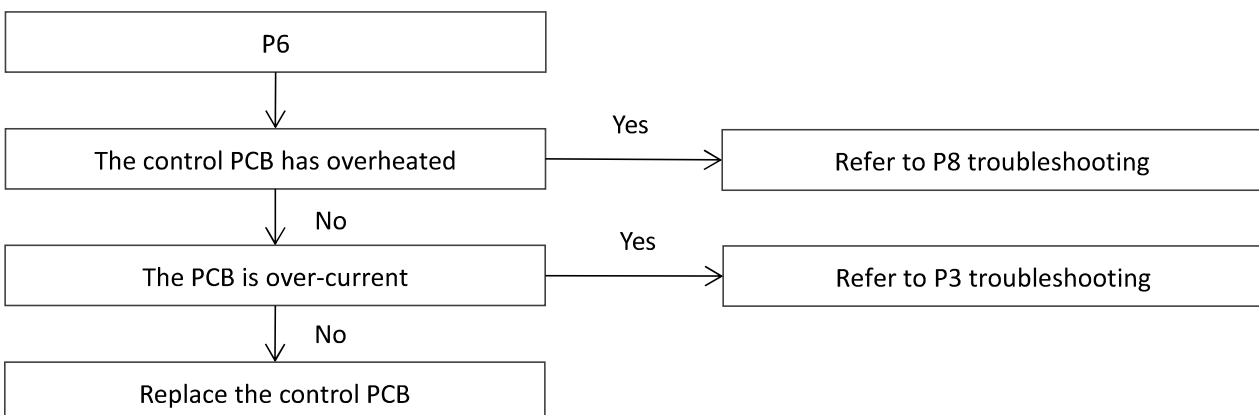 P6
Yes
The control PCB has overheated
Refer to P8 troubleshooting
No
Yes
The PCB is over-current
Refer to P3 troubleshooting
No
Replace the control PCB